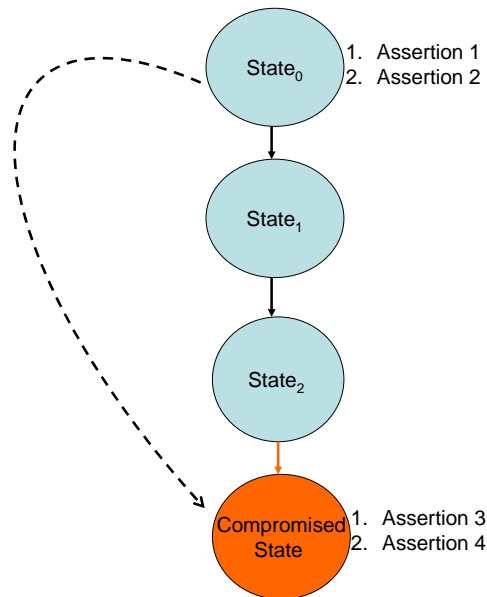 State₀
1. Assertion 1
2. Assertion 2
State₁
State₂
Compromised
State
1. Assertion 3
2. Assertion 4